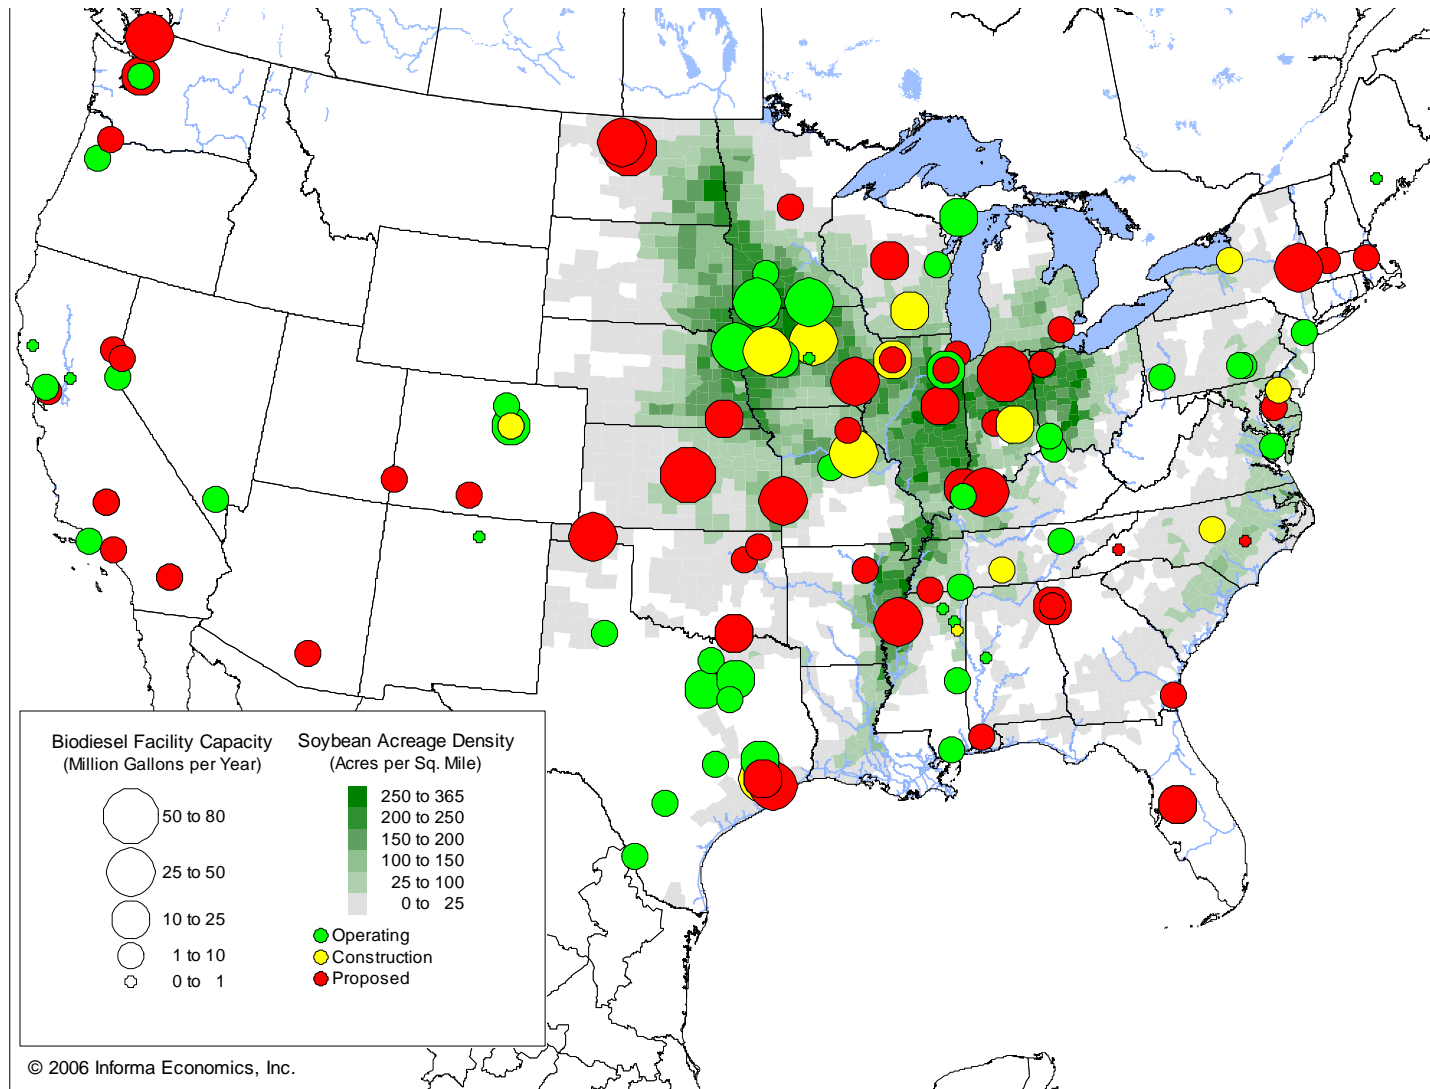 Biodiesel Facility Capacity
(Million Gallons per Year)
50 to 80
25 to 50
10 to 25
1 to 10
0 to 1
Soybean Acreage Density
(Acres per Sq. Mile)
250 to 365
200 to 250
150 to 200
100 to 150
25 to 100
0 to 25
Operating
Construction
Proposed
© 2006 Informa Economics, Inc.